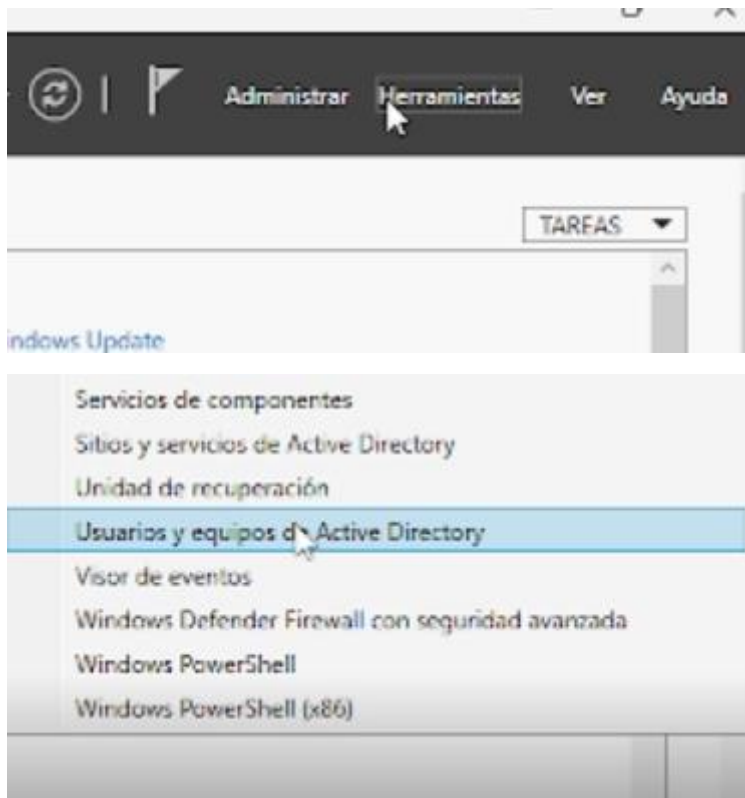 Administrar Herramientas Ver Ayuda
TAREAS
indows Update
Servicios de componentes
Sitios y servicios de Active Directory
Unidad de recuperación
Usuarios y equipos de Active Directory
Visor de eventos
Windows Defender Firewall con seguridad avanzada
Windows PowerShell
Windows PowerShell (x86)